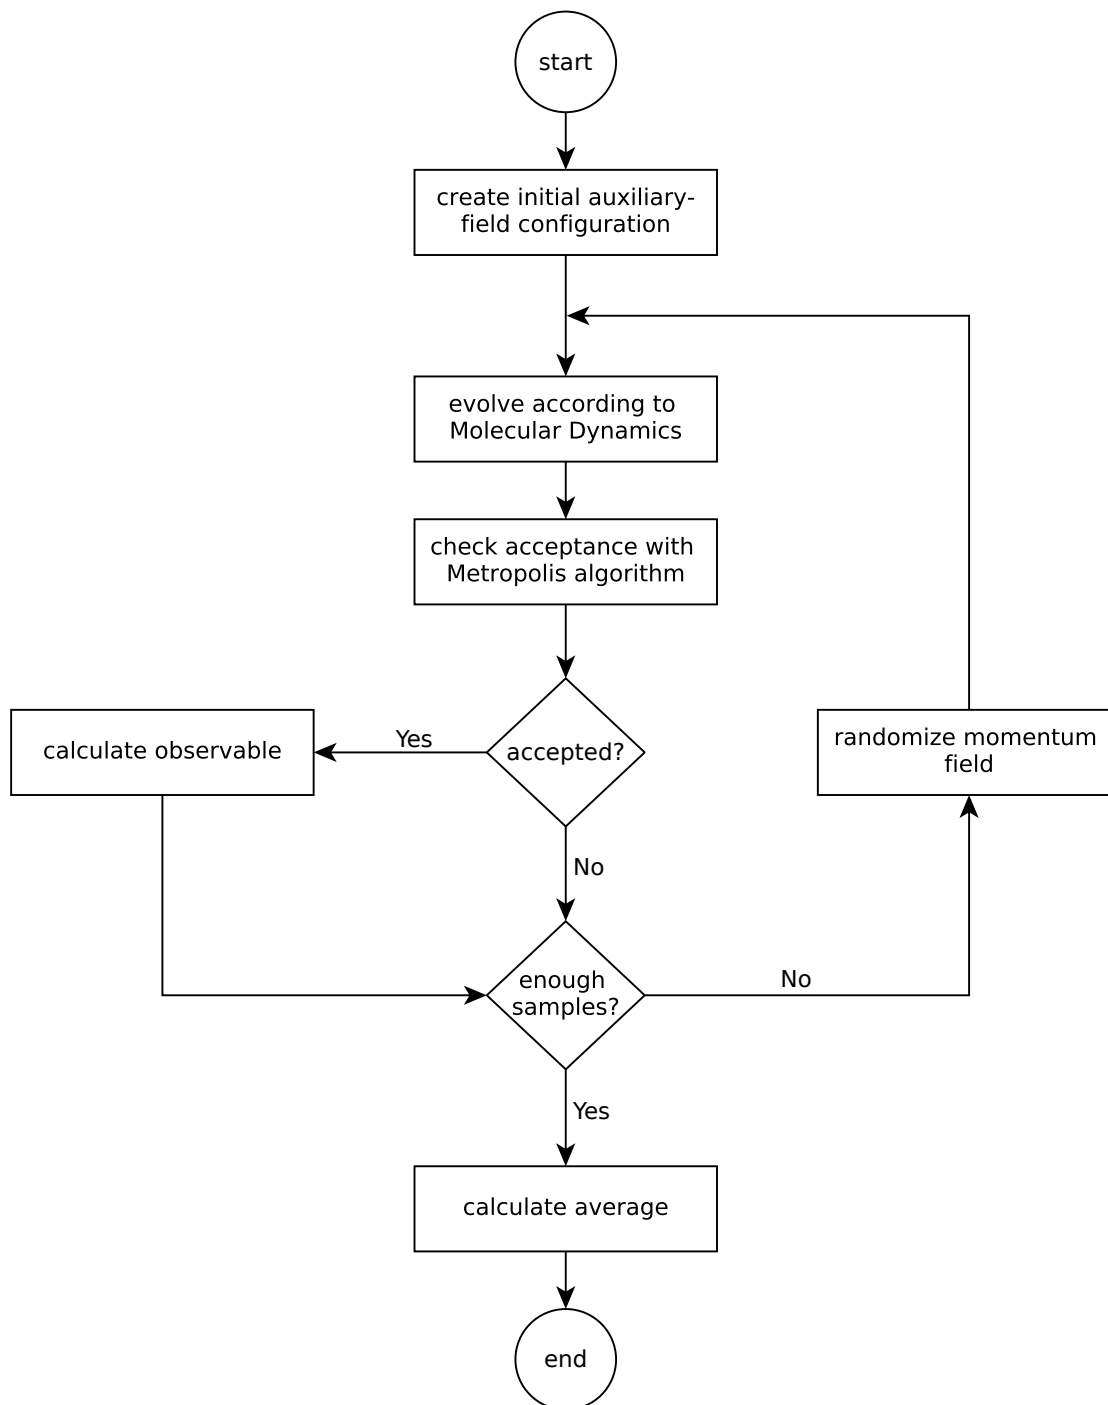 start
create initial auxiliary-
field configuration
evolve according to
Molecular Dynamics
check acceptance with
Metropolis algorithm
accepted?
Yes
calculate observable
No
randomize momentum
field
enough
samples?
No
Yes
calculate average
end